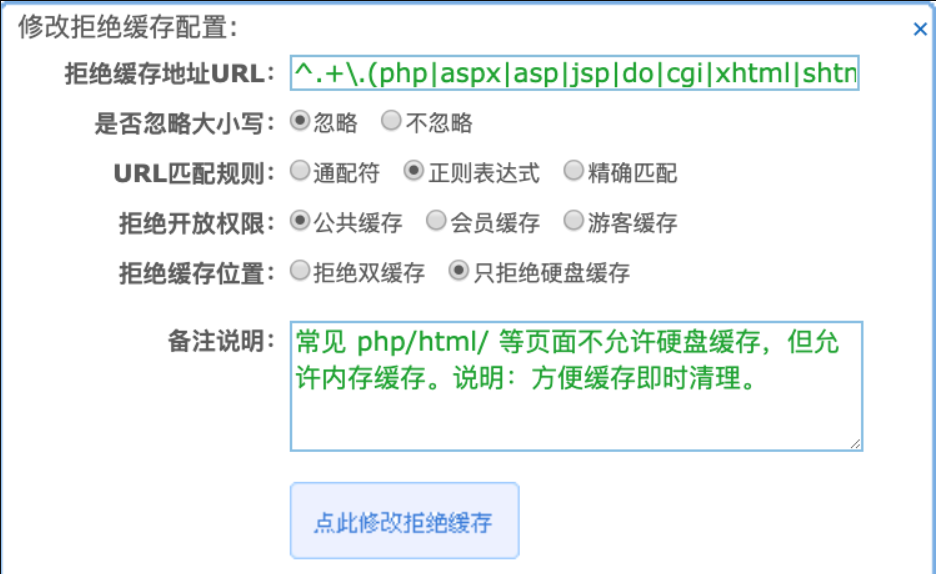 修改拒绝缓存配置：
×
拒绝缓存地址URL： ^.+\.(php|aspx|asp|jsp|do|cgi|xhtml|shtm
是否忽略大小写： 忽略 不忽略
URL匹配规则： 通配符 正则表达式 精确匹配
拒绝开放权限： 公共缓存 会员缓存 游客缓存
拒绝缓存位置： 拒绝双缓存 只拒绝硬盘缓存
备注说明： 常见 php/html/ 等页面不允许硬盘缓存，但允
许内存缓存。说明：方便缓存即时清理。
点此修改拒绝缓存